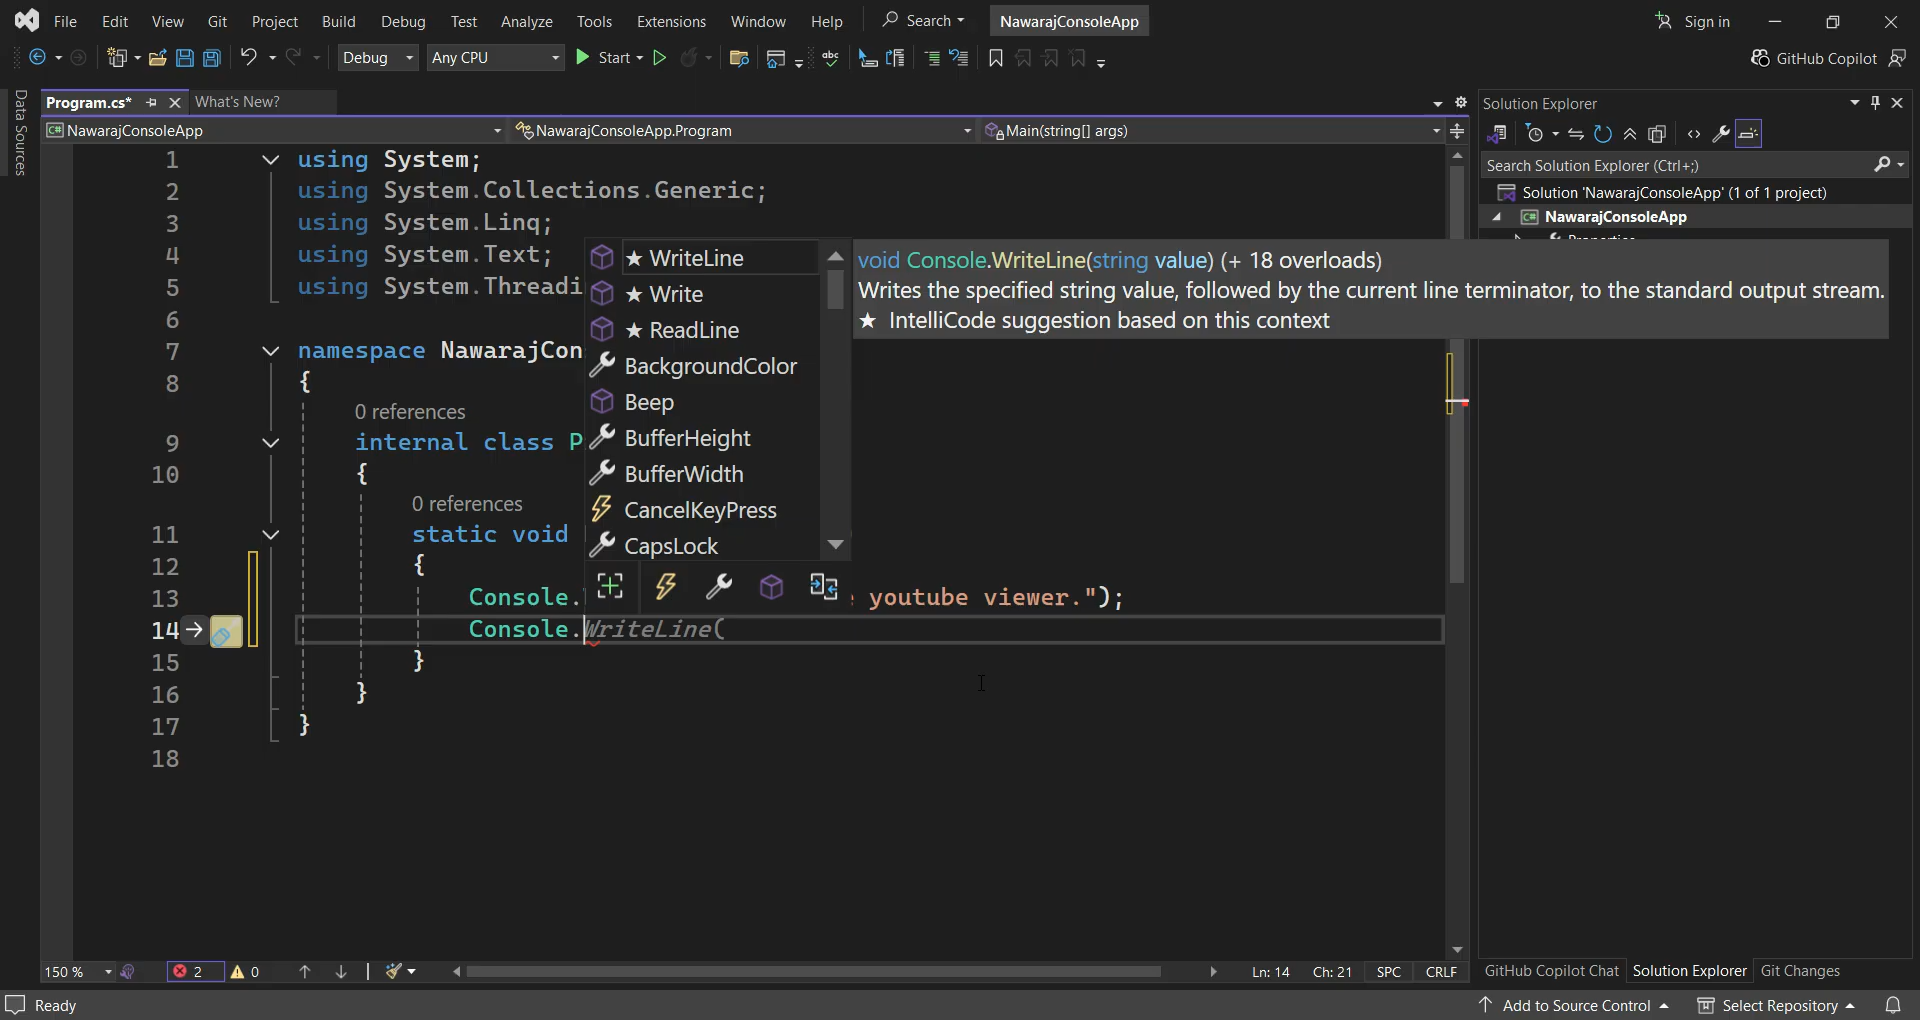 File Edit View Git Project Build Debug Test Analyze Tools Extensions Window Help Search NawarajConsoleApp Sign in
Debug Any CPU Start abc GitHub Copilot
Data Sources
Program.cs* What's New?
Solution Explorer
C# NawarajConsoleApp NawarajConsoleApp.Program Main(string[] args)
Search Solution Explorer (Ctrl+;)
Solution 'NawarajConsoleApp' (1 of 1 project)
C# NawarajConsoleApp
1 using System;
2 using System.Collections.Generic;
3 using System.Linq;
4 using System.Text;
5 using System.Threadi
6
7 namespace NawarajCon
8 {
0 references
9 internal class P
10 {
0 references
11 static void
12 {
13 Console. youtube viewer.");
14 Console.WriteLine(
15 }
16 }
17 }
18
★ WriteLine
★ Write
★ ReadLine
BackgroundColor
Beep
BufferHeight
BufferWidth
CancelKeyPress
CapsLock
void Console.WriteLine(string value) (+ 18 overloads)
Writes the specified string value, followed by the current line terminator, to the standard output stream.
★ IntelliCode suggestion based on this context
150 % 2 0 Ln: 14 Ch: 21 SPC CRLF
GitHub Copilot Chat Solution Explorer Git Changes
Ready Add to Source Control Select Repository